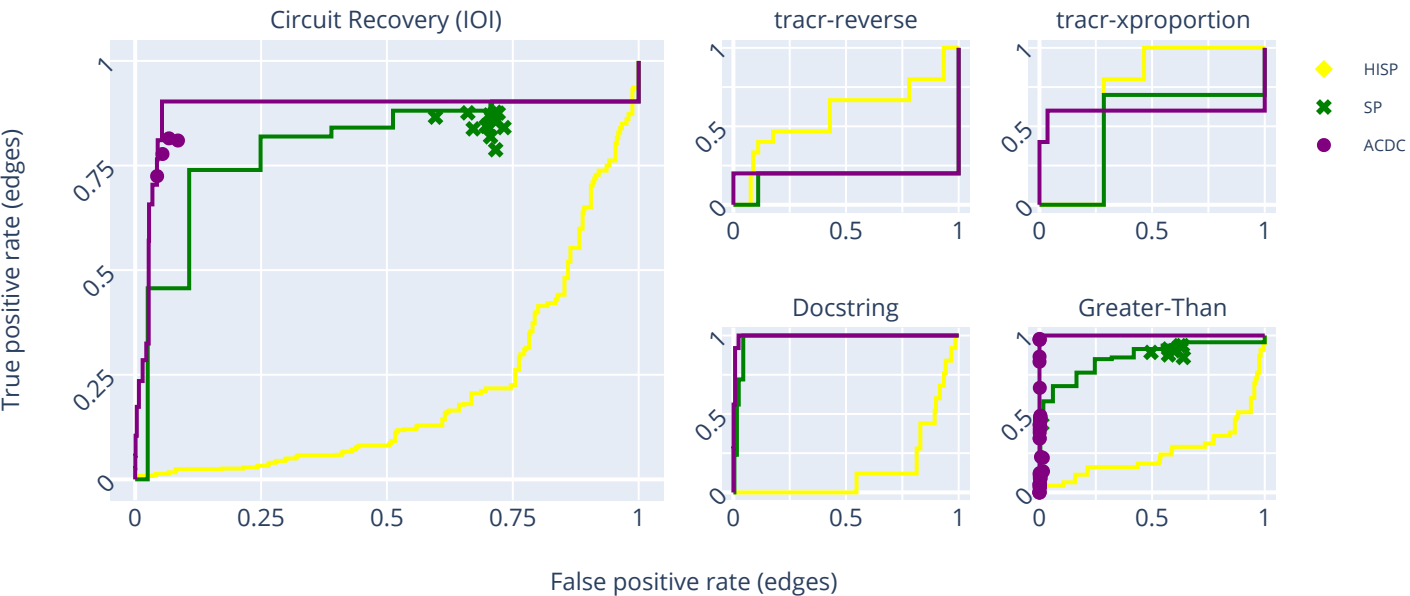 Circuit Recovery (IOI)
tracr-reverse
tracr-xproportion
True positive rate (edges)
1
0.75
0.5
0.25
0
0 0.25 0.5 0.75 1
1
0.5
0
0 0.5 1
1
0.5
0
0 0.5 1
HISP
SP
ACDC
Docstring
Greater-Than
1
0.5
0
0 0.5 1
1
0.5
0
0 0.5 1
False positive rate (edges)